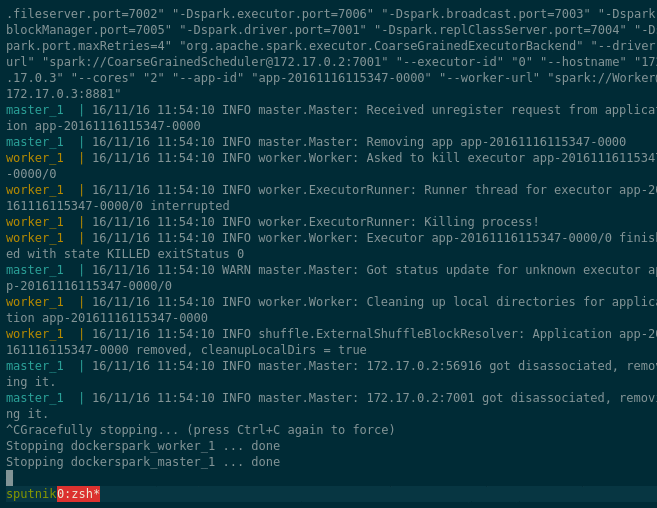 .fileserver.port=7002" "-Dspark.executor.port=7006" "-Dspark.broadcast.port=7003" "-Dspark
blockManager.port=7005" "-Dspark.driver.port=7001" "-Dspark.replClassServer.port=7004" "-D
park.port.maxRetries=4" "org.apache.spark.executor.CoarseGrainedExecutorBackend" "--driver
url" "spark://CoarseGrainedScheduler@172.17.0.2:7001" "--executor-id" "0" "--hostname" "172
.17.0.3" "--cores" "2" "--app-id" "app-20161116115347-0000" "--worker-url" "spark://Worker@
172.17.0.3:8881"
master_1  | 16/11/16 11:54:10 INFO master.Master: Received unregister request from applicat
ion app-20161116115347-0000
master_1  | 16/11/16 11:54:10 INFO master.Master: Removing app app-20161116115347-0000
worker_1  | 16/11/16 11:54:10 INFO worker.Worker: Asked to kill executor app-20161116115347
-0000/0
worker_1  | 16/11/16 11:54:10 INFO worker.ExecutorRunner: Runner thread for executor app-20
161116115347-0000/0 interrupted
worker_1  | 16/11/16 11:54:10 INFO worker.ExecutorRunner: Killing process!
worker_1  | 16/11/16 11:54:10 INFO worker.Worker: Executor app-20161116115347-0000/0 finish
ed with state KILLED exitStatus 0
master_1  | 16/11/16 11:54:10 WARN master.Master: Got status update for unknown executor ap
p-20161116115347-0000/0
worker_1  | 16/11/16 11:54:10 INFO worker.Worker: Cleaning up local directories for applica
tion app-20161116115347-0000
worker_1  | 16/11/16 11:54:10 INFO shuffle.ExternalShuffleBlockResolver: Application app-20
161116115347-0000 removed, cleanupLocalDirs = true
master_1  | 16/11/16 11:54:10 INFO master.Master: 172.17.0.2:56916 got disassociated, remov
ing it.
master_1  | 16/11/16 11:54:10 INFO master.Master: 172.17.0.2:7001 got disassociated, removi
ng it.
^CGracefully stopping... (press Ctrl+C again to force)
Stopping dockerspark_worker_1 ... done
Stopping dockerspark_master_1 ... done
sputnik0:zsh*